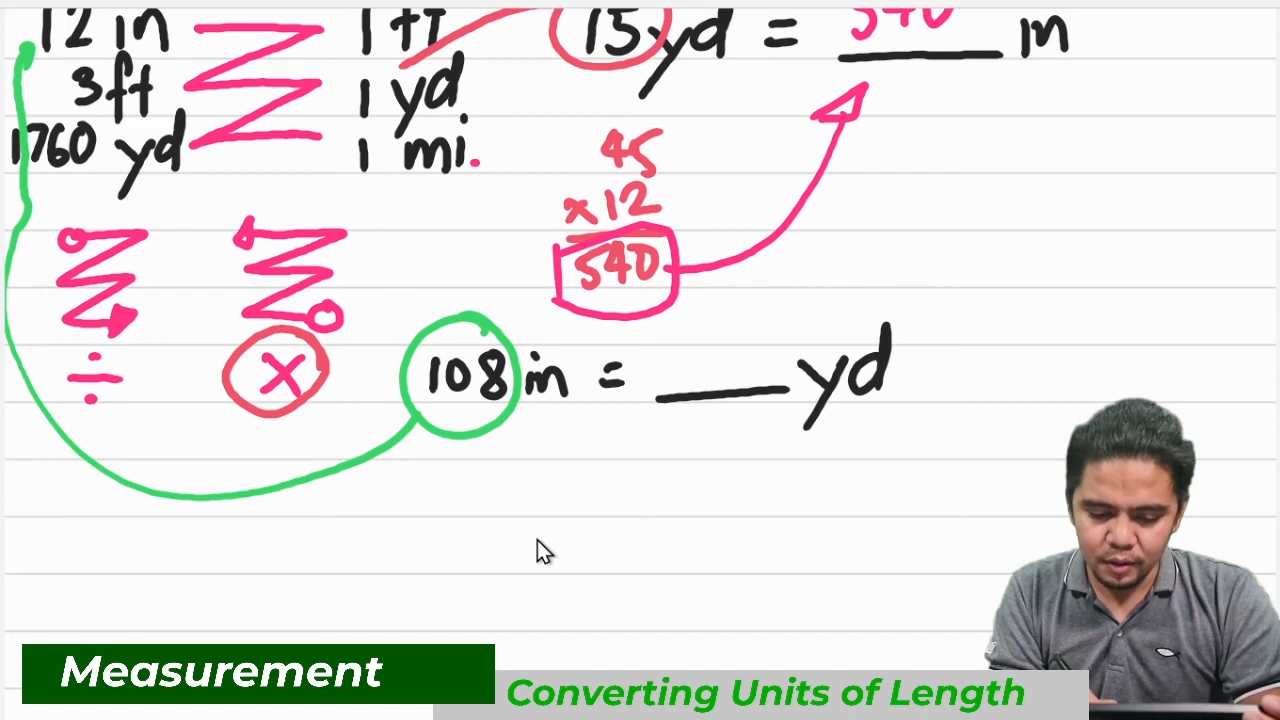 12 in 1 ft 15 yd = 540 in
3 ft 1 yd
1760 yd 1 mi.
45
x 12
540
÷ x 108 in = ___ yd
Measurement
Converting Units of Length